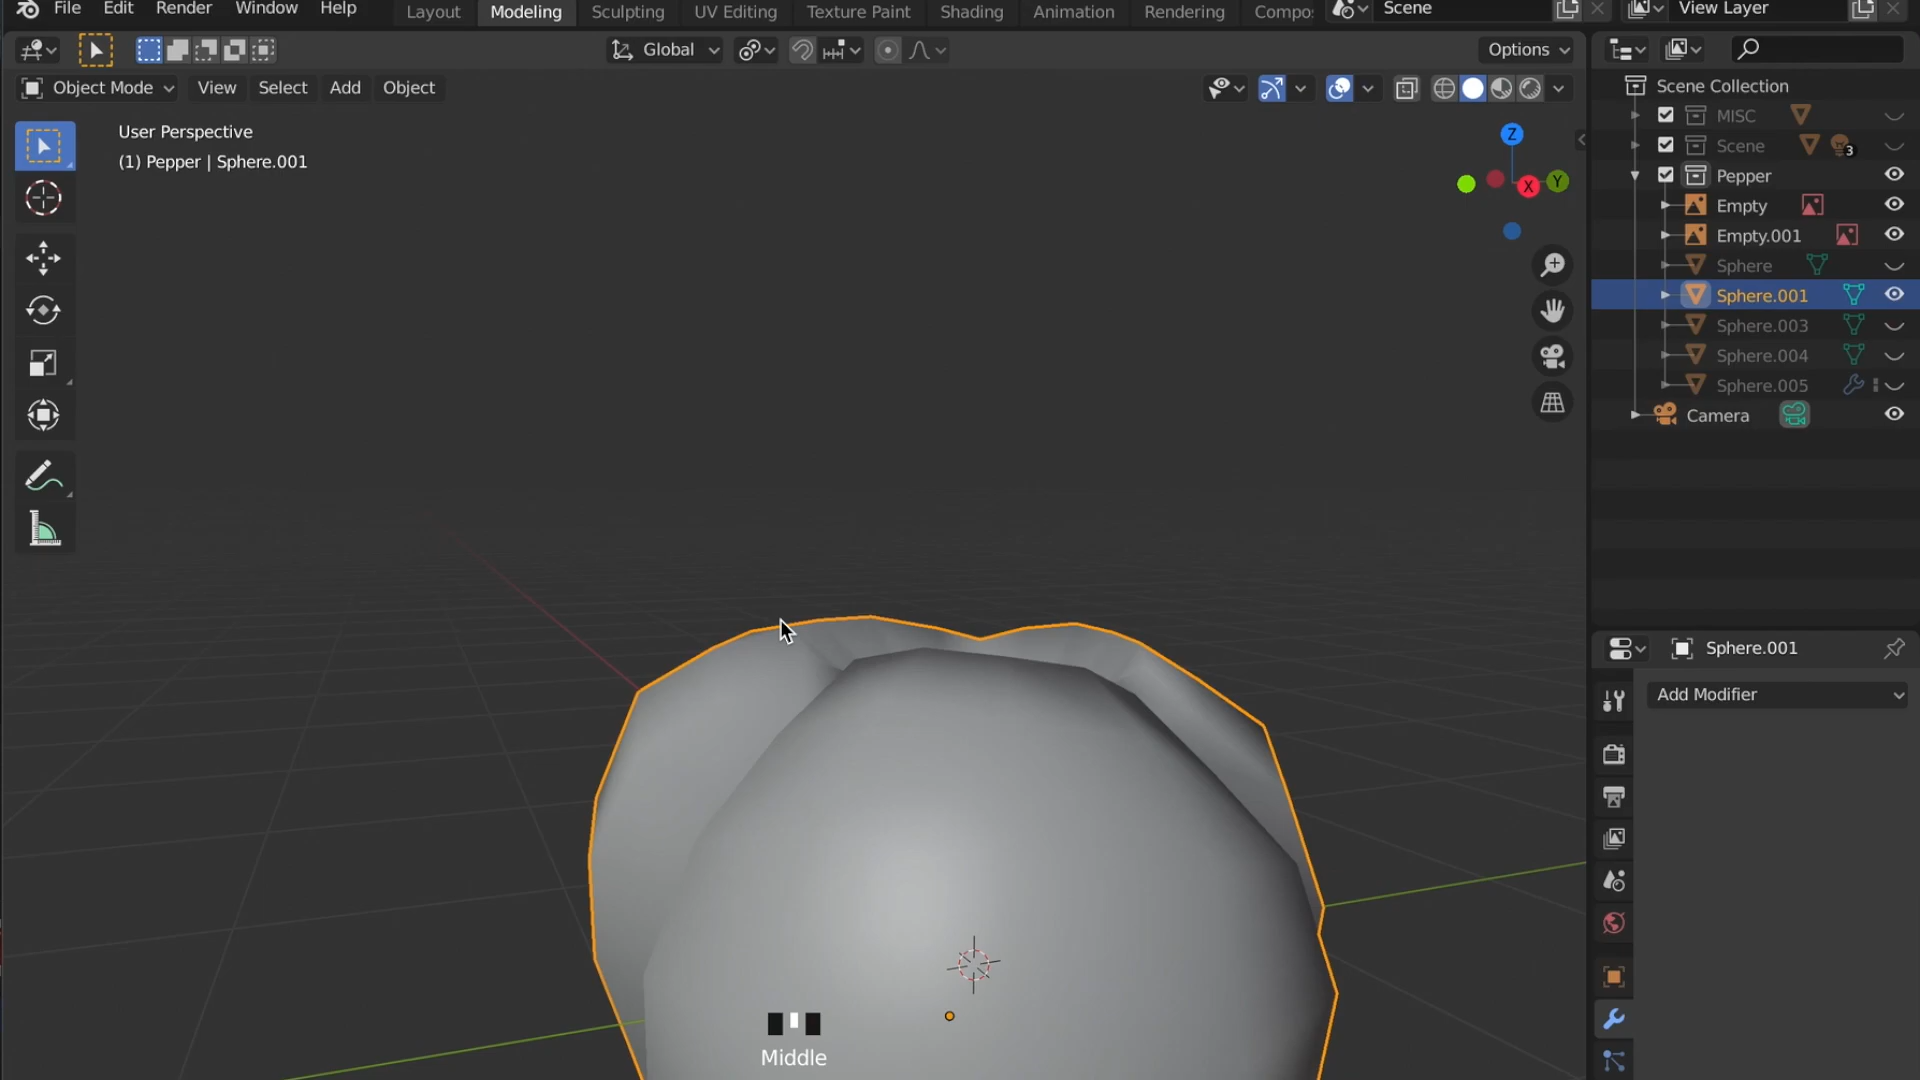 File Edit Render Window Help Layout Modeling Sculpting UV Editing Texture Paint Shading Animation Rendering Compo Scene View Layer
Global Options
Object Mode View Select Add Object
User Perspective
(1) Pepper | Sphere.001
Z
X
Y
Scene Collection
MISC
Scene 3
Pepper
Empty
Empty.001
Sphere
Sphere.001
Sphere.003
Sphere.004
Sphere.005
Camera
Sphere.001
Add Modifier
Middle